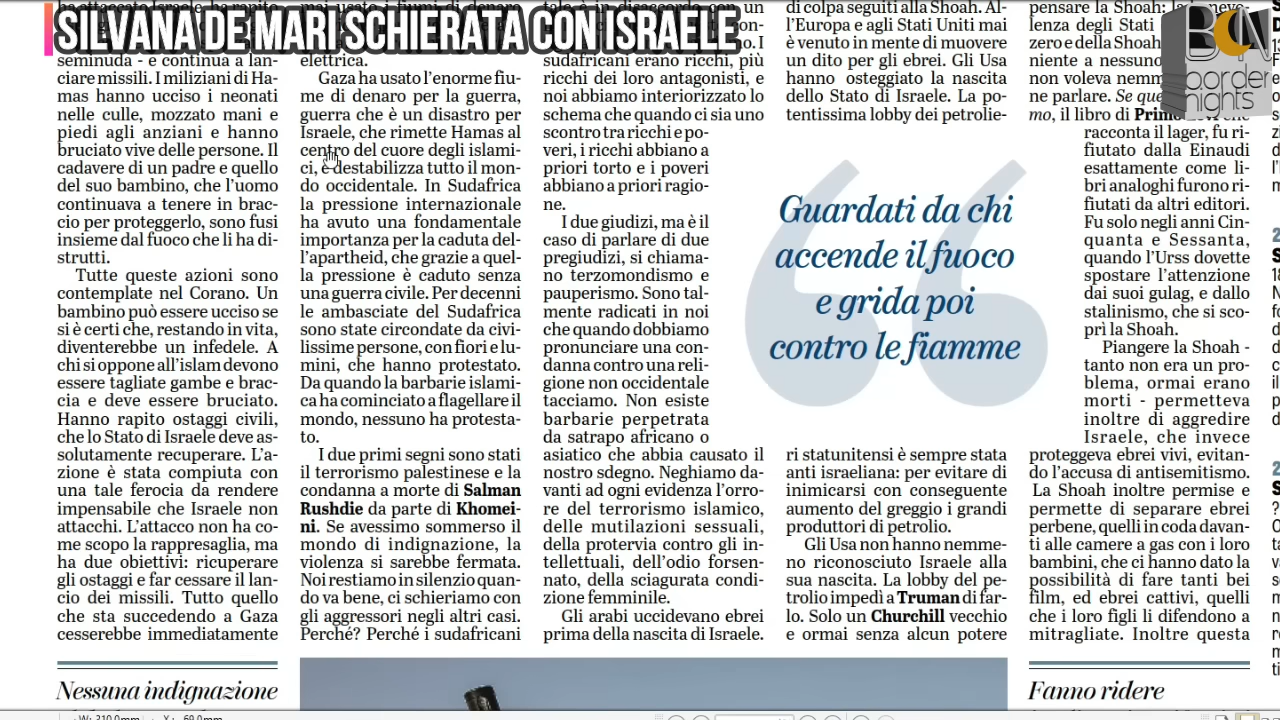 SILVANA DE MARI SCHIERATA CON ISRAELE
seminuda - e continua a lan-
ciare missili. I miliziani di Ha-
mas hanno ucciso i neonati
nelle culle, mozzato mani e
piedi agli anziani e hanno
bruciato vive delle persone. Il
cadavere di un padre e quello
del suo bambino, che l'uomo
continuava a tenere in brac-
cio per proteggerlo, sono fusi
insieme dal fuoco che li ha di-
strutti.
Tutte queste azioni sono
contemplate nel Corano. Un
bambino può essere ucciso se
si è certi che, restando in vita,
diventerebbe un infedele. A
chi si oppone all'islam devono
essere tagliate gambe e brac-
cia e deve essere bruciato.
Hanno rapito ostaggi civili,
che lo Stato di Israele deve as-
solutamente recuperare. L'a-
zione è stata compiuta con
una tale ferocia da rendere
impensabile che Israele non
attacchi. L'attacco non ha co-
me scopo la rappresaglia, ma
ha due obiettivi: ricuperare
gli ostaggi e far cessare il lan-
cio dei missili. Tutto quello
che sta succedendo a Gaza
cesserebbe immediatamente
elettrica.
Gaza ha usato l'enorme fiu-
me di denaro per la guerra,
guerra che è un disastro per
Israele, che rimette Hamas al
centro del cuore degli islami-
ci, e destabilizza tutto il mon-
do occidentale. In Sudafrica
la pressione internazionale
ha avuto una fondamentale
importanza per la caduta del-
l'apartheid, che grazie a quel-
la pressione è caduto senza
una guerra civile. Per decenni
le ambasciate del Sudafrica
sono state circondate da civi-
lissime persone, con fiori e lu-
mini, che hanno protestato.
Da quando la barbarie islami-
ca ha cominciato a flagellare il
mondo, nessuno ha protesta-
to.
I due primi segni sono stati
il terrorismo palestinese e la
condanna a morte di Salman
Rushdie da parte di Khomei-
ni. Se avessimo sommerso il
mondo di indignazione, la
violenza si sarebbe fermata.
Noi restiamo in silenzio quan-
do va bene, ci schieriamo con
gli aggressori negli altri casi.
Perché? Perché i sudafricani
sudafricani erano ricchi, più
ricchi dei loro antagonisti, e
noi abbiamo interiorizzato lo
schema che quando ci sia uno
scontro tra ricchi e po-
veri, i ricchi abbiano a
priori torto e i poveri
abbiano a priori ragio-
ne.
I due giudizi, ma è il
caso di parlare di due
pregiudizi, si chiama-
no terzomondismo e
pauperismo. Sono tal-
mente radicati in noi
che quando dobbiamo
pronunciare una con-
danna contro una reli-
gione non occidentale
tacciamo. Non esiste
barbarie perpetrata
da satrapo africano o
asiatico che abbia causato il
nostro sdegno. Neghiamo da-
vanti ad ogni evidenza l'orro-
re del terrorismo islamico,
delle mutilazioni sessuali,
della protervia contro gli in-
tellettuali, dell'odio forsen-
nato, della sciagurata condi-
zione femminile.
Gli arabi uccidevano ebrei
prima della nascita di Israele.
di colpa seguiti alla Shoah. Al-
l'Europa e agli Stati Uniti mai
è venuto in mente di muovere
un dito per gli ebrei. Gli Usa
hanno osteggiato la nascita
dello Stato di Israele. La po-
tentissima lobby dei petrolie-
Guardati da chi
accende il fuoco
e grida poi
contro le fiamme
ri statunitensi è sempre stata
anti israeliana: per evitare di
inimicarsi con conseguente
aumento del greggio i grandi
produttori di petrolio.
Gli Usa non hanno nemme-
no riconosciuto Israele alla
sua nascita. La lobby del pe-
trolio impedì a Truman di far-
lo. Solo un Churchill vecchio
e ormai senza alcun potere
pensare la Shoah:
lenza degli Stati
zero e della Shoah
niente a nessuno
non voleva nemm
ne parlare. Se que
mo, il libro di Primo
racconta il lager, fu ri-
fiutato dalla Einaudi
esattamente come li-
bri analoghi furono ri-
fiutati da altri editori.
Fu solo negli anni Cin-
quanta e Sessanta,
quando l'Urss dovette
spostare l'attenzione
dai suoi gulag, e dallo
stalinismo, che si sco-
prì la Shoah.
Piangere la Shoah -
tanto non era un pro-
blema, ormai erano
morti - permetteva
inoltre di aggredire
Israele, che invece
proteggeva ebrei vivi, evitan-
do l'accusa di antisemitismo.
La Shoah inoltre permise e
permette di separare ebrei
perbene, quelli in coda davan-
ti alle camere a gas con i loro
bambini, che ci hanno dato la
possibilità di fare tanti bei
film, ed ebrei cattivi, quelli
che i loro figli li difendono a
mitragliate. Inoltre questa
BCN
border
nights
Nessuna indignazione
Fanno ridere